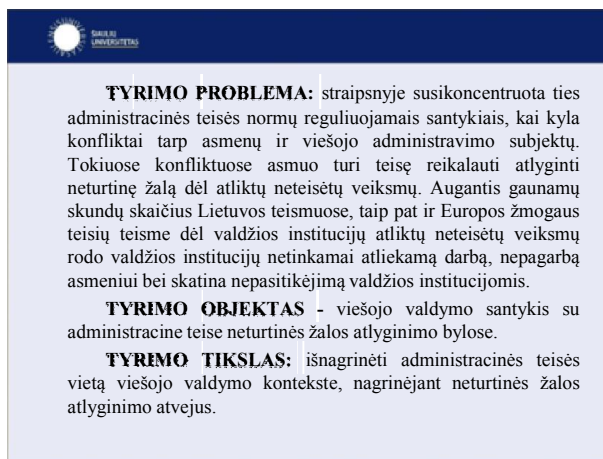 ŠIAULIŲ
UNIVERSITETAS
TYRIMO PROBLEMA: straipsnyje susikoncentruota ties
administracinės teisės normų reguliuojamais santykiais, kai kyla
konfliktai tarp asmenų ir viešojo administravimo subjektų.
Tokiuose konfliktuose asmuo turi teisę reikalauti atlyginti
neturtinę žalą dėl atliktų neteisėtų veiksmų. Augantis gaunamų
skundų skaičius Lietuvos teismuose, taip pat ir Europos žmogaus
teisių teisme dėl valdžios institucijų atliktų neteisėtų veiksmų
rodo valdžios institucijų netinkamai atliekamą darbą, nepagarbą
asmeniui bei skatina nepasitikėjimą valdžios institucijomis.
TYRIMO OBJEKTAS - viešojo valdymo santykis su
administracine teise neturtinės žalos atlyginimo bylose.
TYRIMO TIKSLAS: išnagrinėti administracinės teisės
vietą viešojo valdymo kontekste, nagrinėjant neturtinės žalos
atlyginimo atvejus.